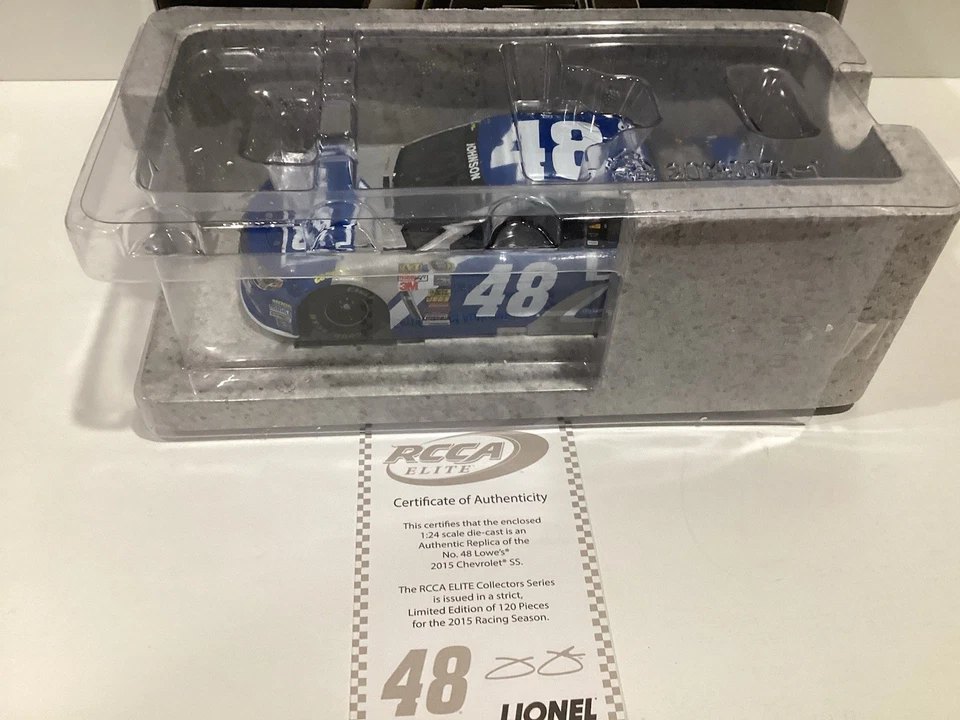 48
JOHNSON
48
48
3M
RCCA
ELITE
Certificate of Authenticity
This certifies that the enclosed
1:24 scale die-cast is an
Authentic Replica of the
No. 48 Lowe's®
2015 Chevrolet® SS.
The RCCA ELITE Collectors Series
is issued in a strict,
Limited Edition of 120 Pieces
for the 2015 Racing Season.
48
LIONEL